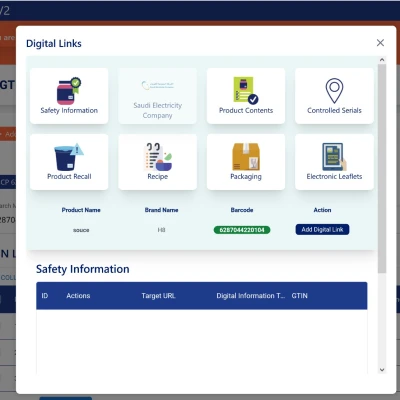 V2
Digital Links
GT
Safety Information
Saudi Electricity
Company
Product Contents
Controlled Serials
Product Recall
Recipe
Packaging
Electronic Leaflets
Product Name
Brand Name
Barcode
Action
souce
H8
6287044220104
Add Digital Link
Safety Information
ID
Actions
Target URL
Digital Information T...
GTIN